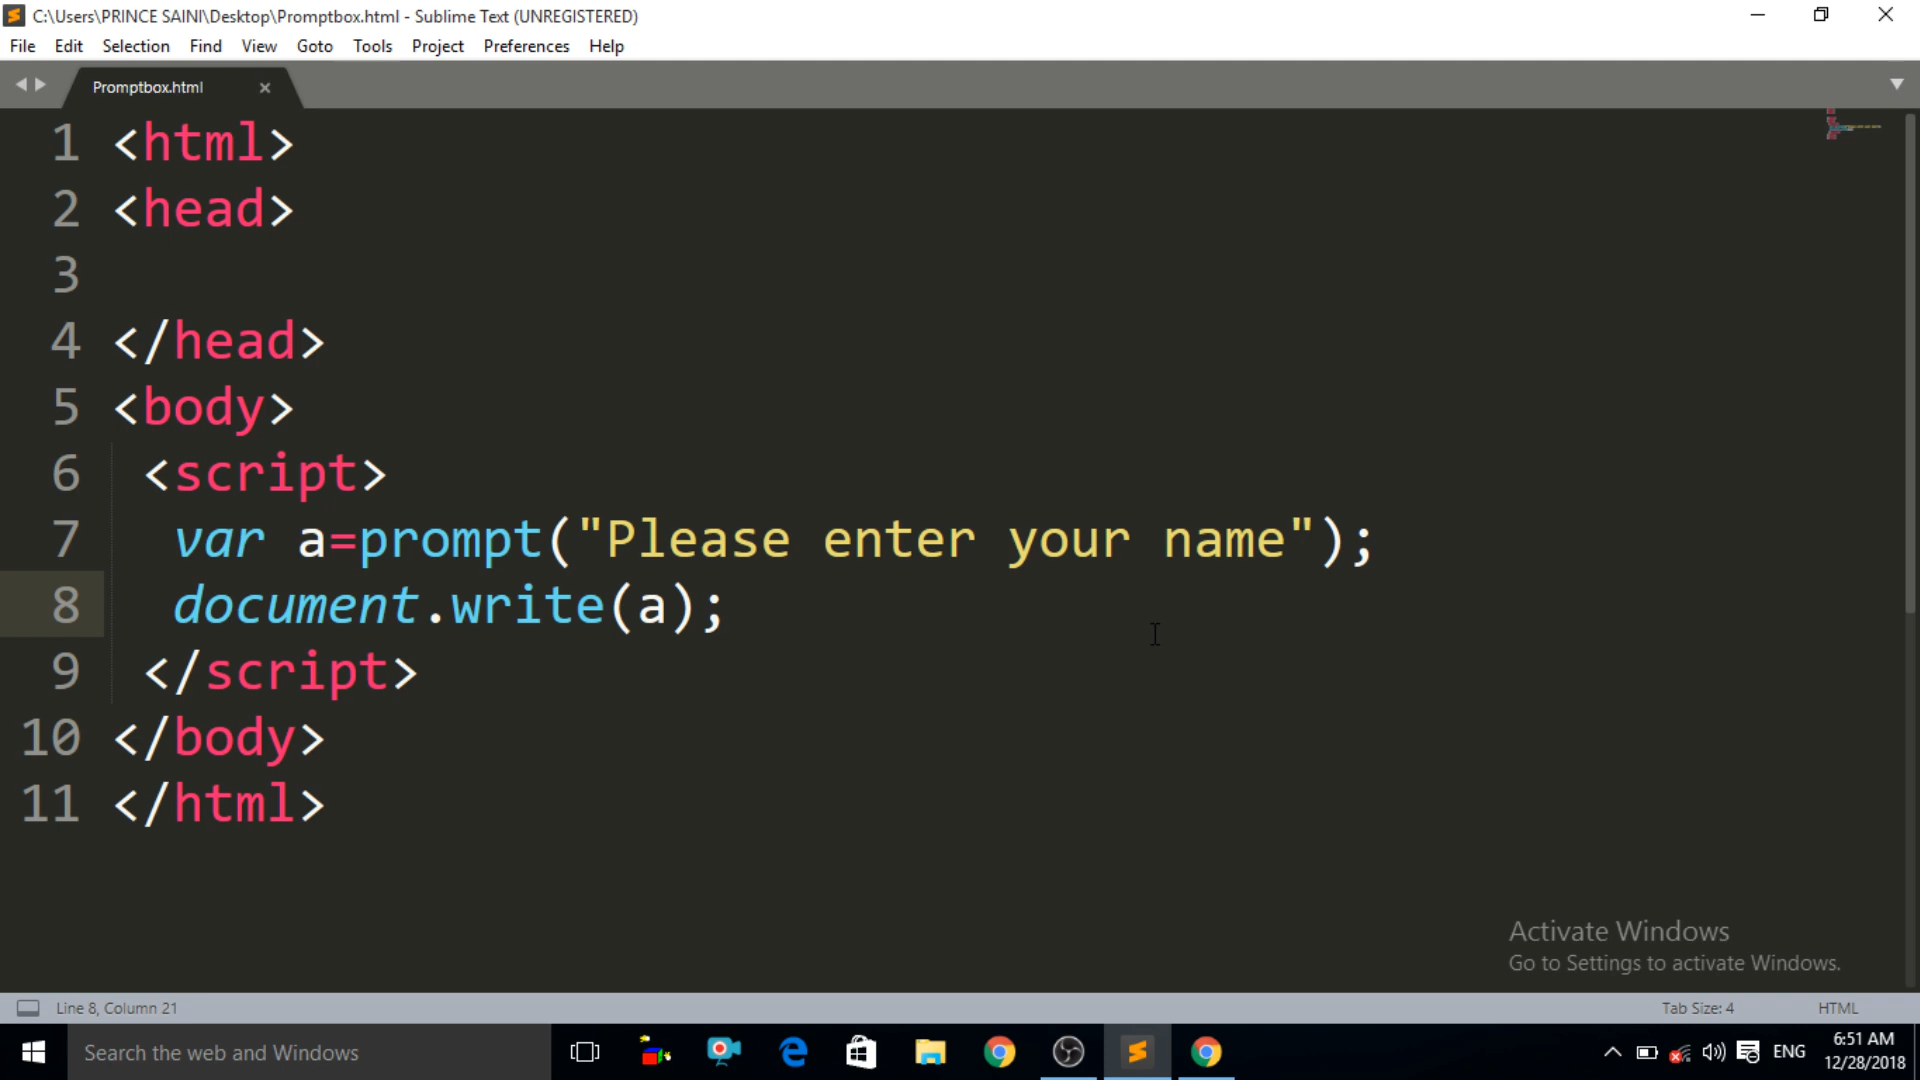 C:\Users\PRINCE SAINI\Desktop\Promptbox.html - Sublime Text (UNREGISTERED)
File Edit Selection Find View Goto Tools Project Preferences Help
Promptbox.html
1 <html>
2 <head>
3
4 </head>
5 <body>
6 <script>
7 var a=prompt("Please enter your name");
8 document.write(a);
9 </script>
10 </body>
11 </html>
Activate Windows
Go to Settings to activate Windows.
Line 8, Column 21 Tab Size: 4 HTML
Search the web and Windows ENG 6:51 AM
12/28/2018